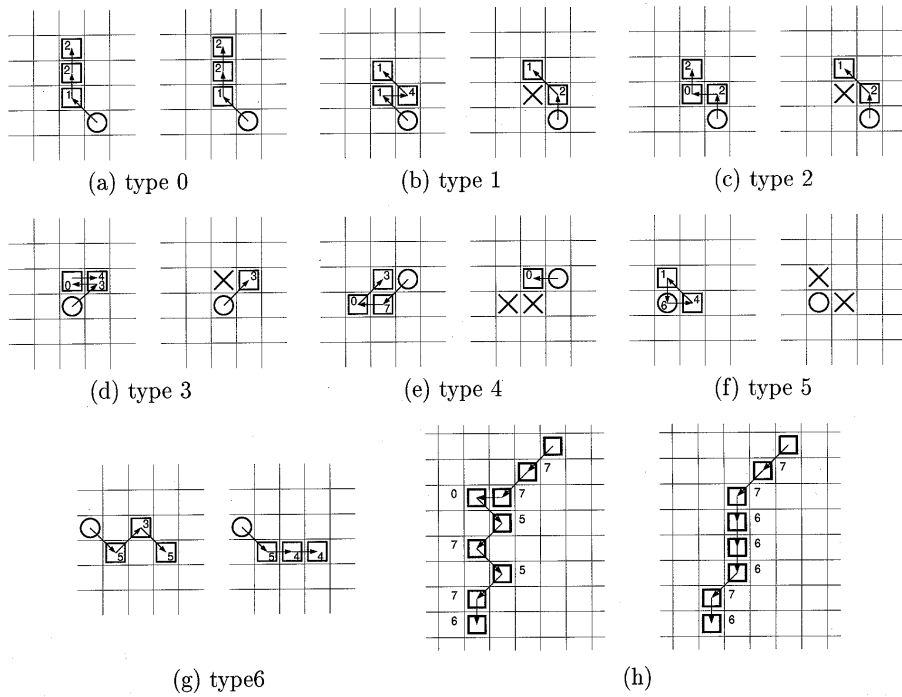 2 2
2 2
1 1
(a) type 0
1 1
1 4 2
(b) type 1
2 1
0 2 2
(c) type 2
4
0 3 3
(d) type 3
3 0
0 7
(e) type 4
1
6 4
(f) type 5
3
5 5 5 4 4
(g) type6
7 7
0 7 7
5 6
7 6
5 6
7 7
6 6
(h)